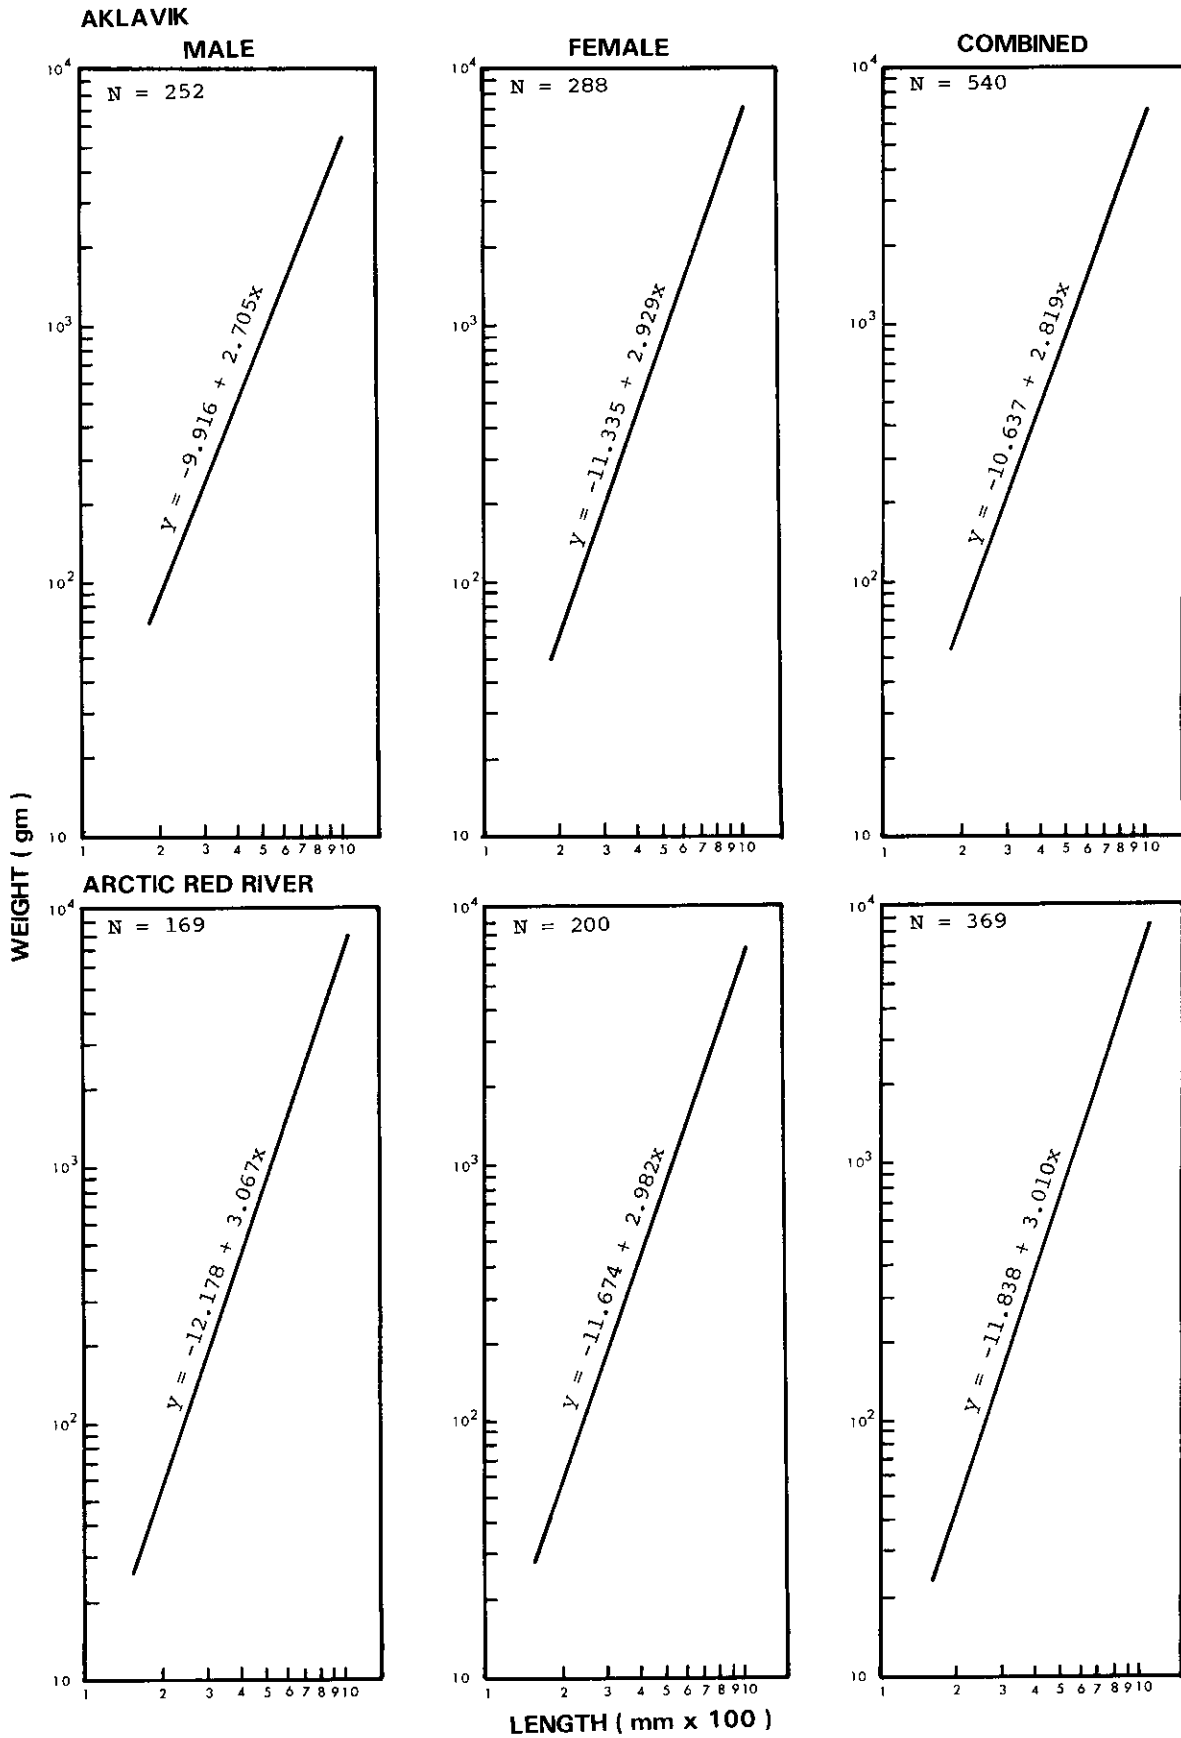 AKLAVIK
MALE FEMALE COMBINED
10⁴ 10⁴ 10⁴
N = 252 N = 288 N = 540
y = -9.916 + 2.705x
y = -11.335 + 2.929x
y = -10.637 + 2.819x
10³ 10³ 10³
10² 10² 10²
10 10 10
1 2 3 4 5 6 7 8 9 10 1 2 3 4 5 6 7 8 9 10 1 2 3 4 5 6 7 8 9 10
WEIGHT ( gm )
ARCTIC RED RIVER
10⁴ 10⁴ 10⁴
N = 169 N = 200 N = 369
y = -12.178 + 3.067x
y = -11.674 + 2.982x
y = -11.838 + 3.010x
10³ 10³ 10³
10² 10² 10²
10 10 10
1 2 3 4 5 6 7 8 9 10 1 2 3 4 5 6 7 8 9 10 1 2 3 4 5 6 7 8 9 10
LENGTH ( mm x 100 )